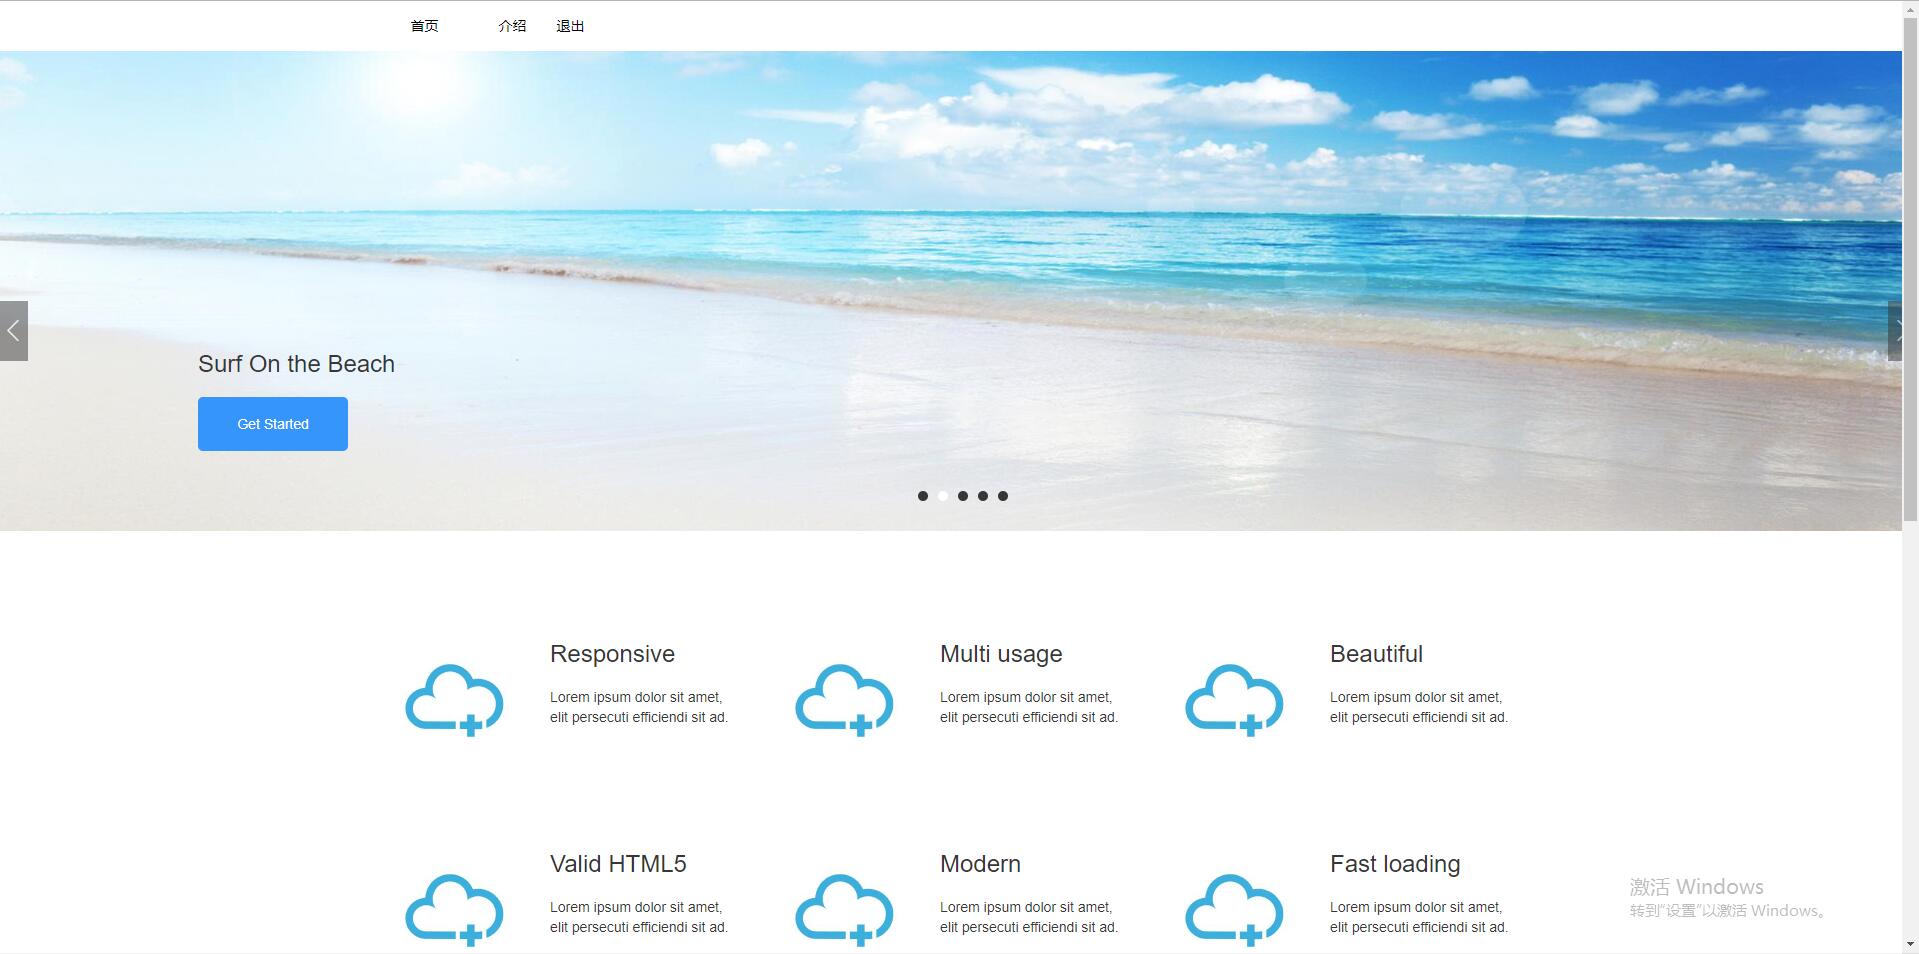 首页 介绍 退出
Surf On the Beach
Get Started
Responsive
Lorem ipsum dolor sit amet,
elit persecuti efficiendi sit ad.
Multi usage
Lorem ipsum dolor sit amet,
elit persecuti efficiendi sit ad.
Beautiful
Lorem ipsum dolor sit amet,
elit persecuti efficiendi sit ad.
Valid HTML5
Lorem ipsum dolor sit amet,
elit persecuti efficiendi sit ad.
Modern
Lorem ipsum dolor sit amet,
elit persecuti efficiendi sit ad.
Fast loading
Lorem ipsum dolor sit amet,
elit persecuti efficiendi sit ad.
激活 Windows
转到"设置"以激活 Windows。